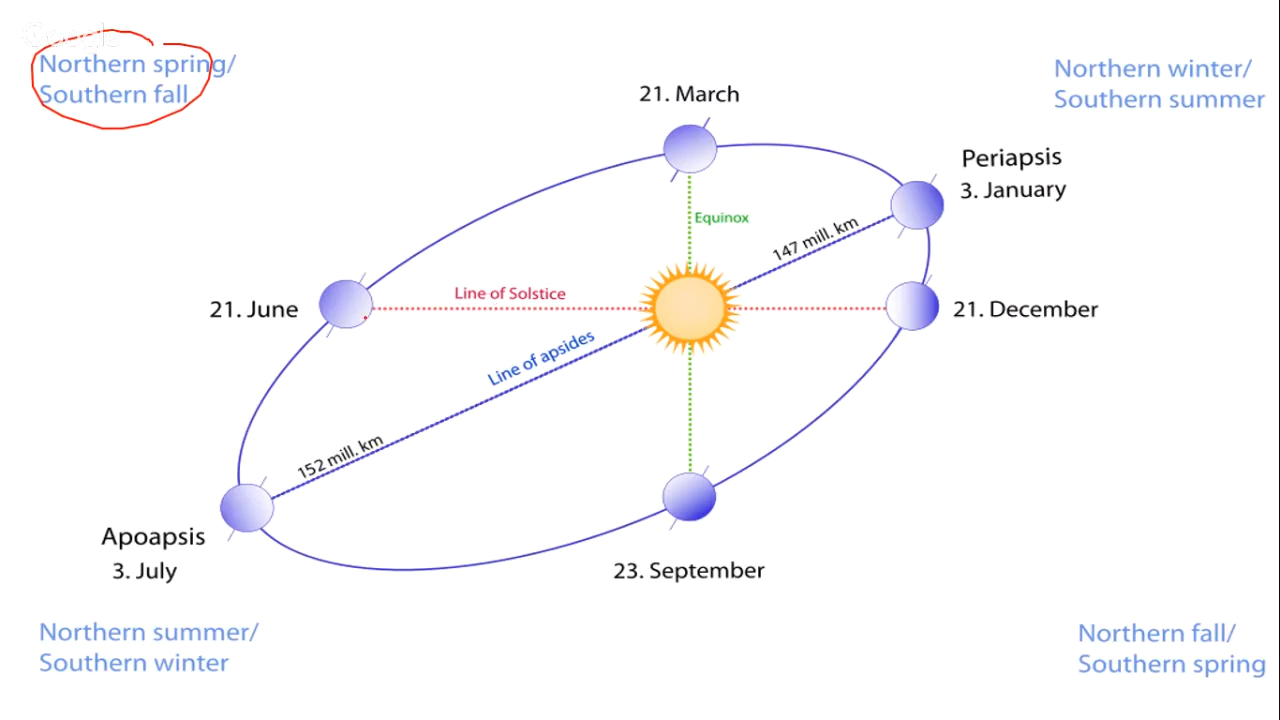 Northern spring/
Southern fall
21. March
Northern winter/
Southern summer
Periapsis
3. January
Equinox
147 mill. km
21. June
Line of Solstice
21. December
Line of apsides
152 mill. km
Apoapsis
3. July
23. September
Northern summer/
Southern winter
Northern fall/
Southern spring